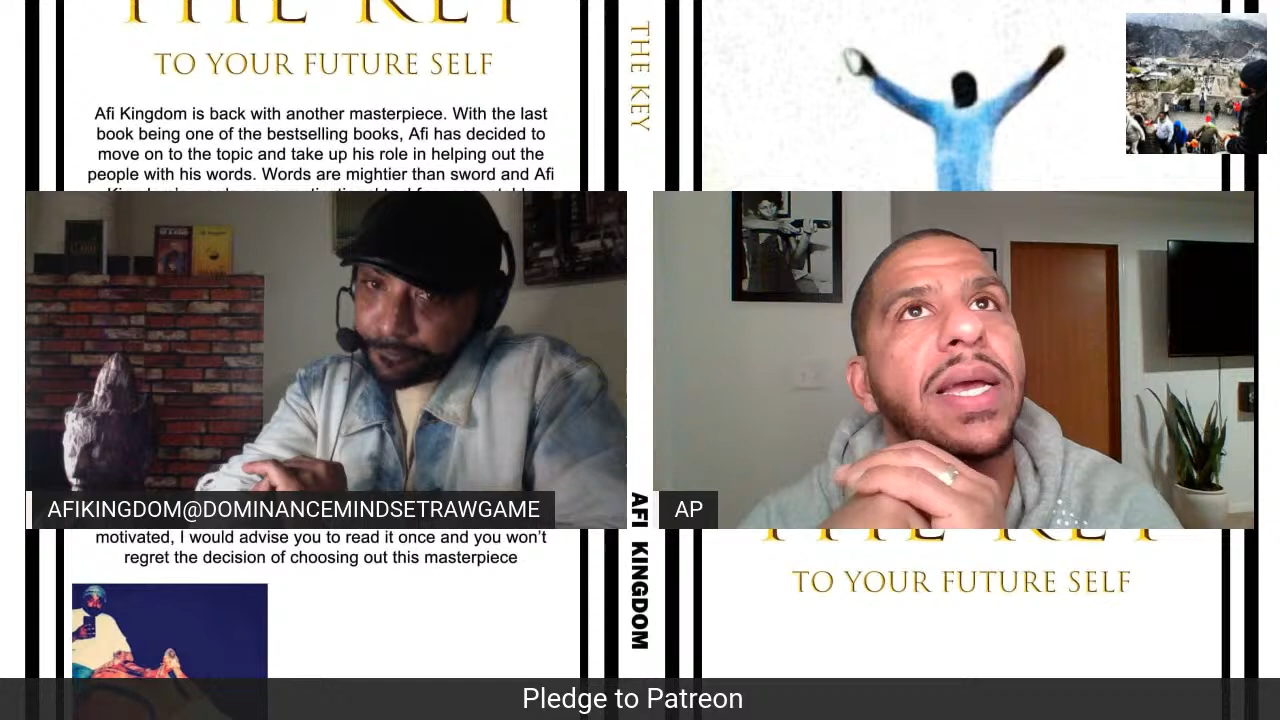 THE KEY
TO YOUR FUTURE SELF
Afi Kingdom is back with another masterpiece. With the last
book being one of the bestselling books, Afi has decided to
move on to the topic and take up his role in helping out the
people with his words. Words are mightier than sword and Afi
THE KEY
AFIKINGDOM@DOMINANCEMINDSETRAWGAME
AP
motivated, I would advise you to read it once and you won’t
regret the decision of choosing out this masterpiece
AFI KINGDOM
THE KEY
TO YOUR FUTURE SELF
Pledge to Patreon